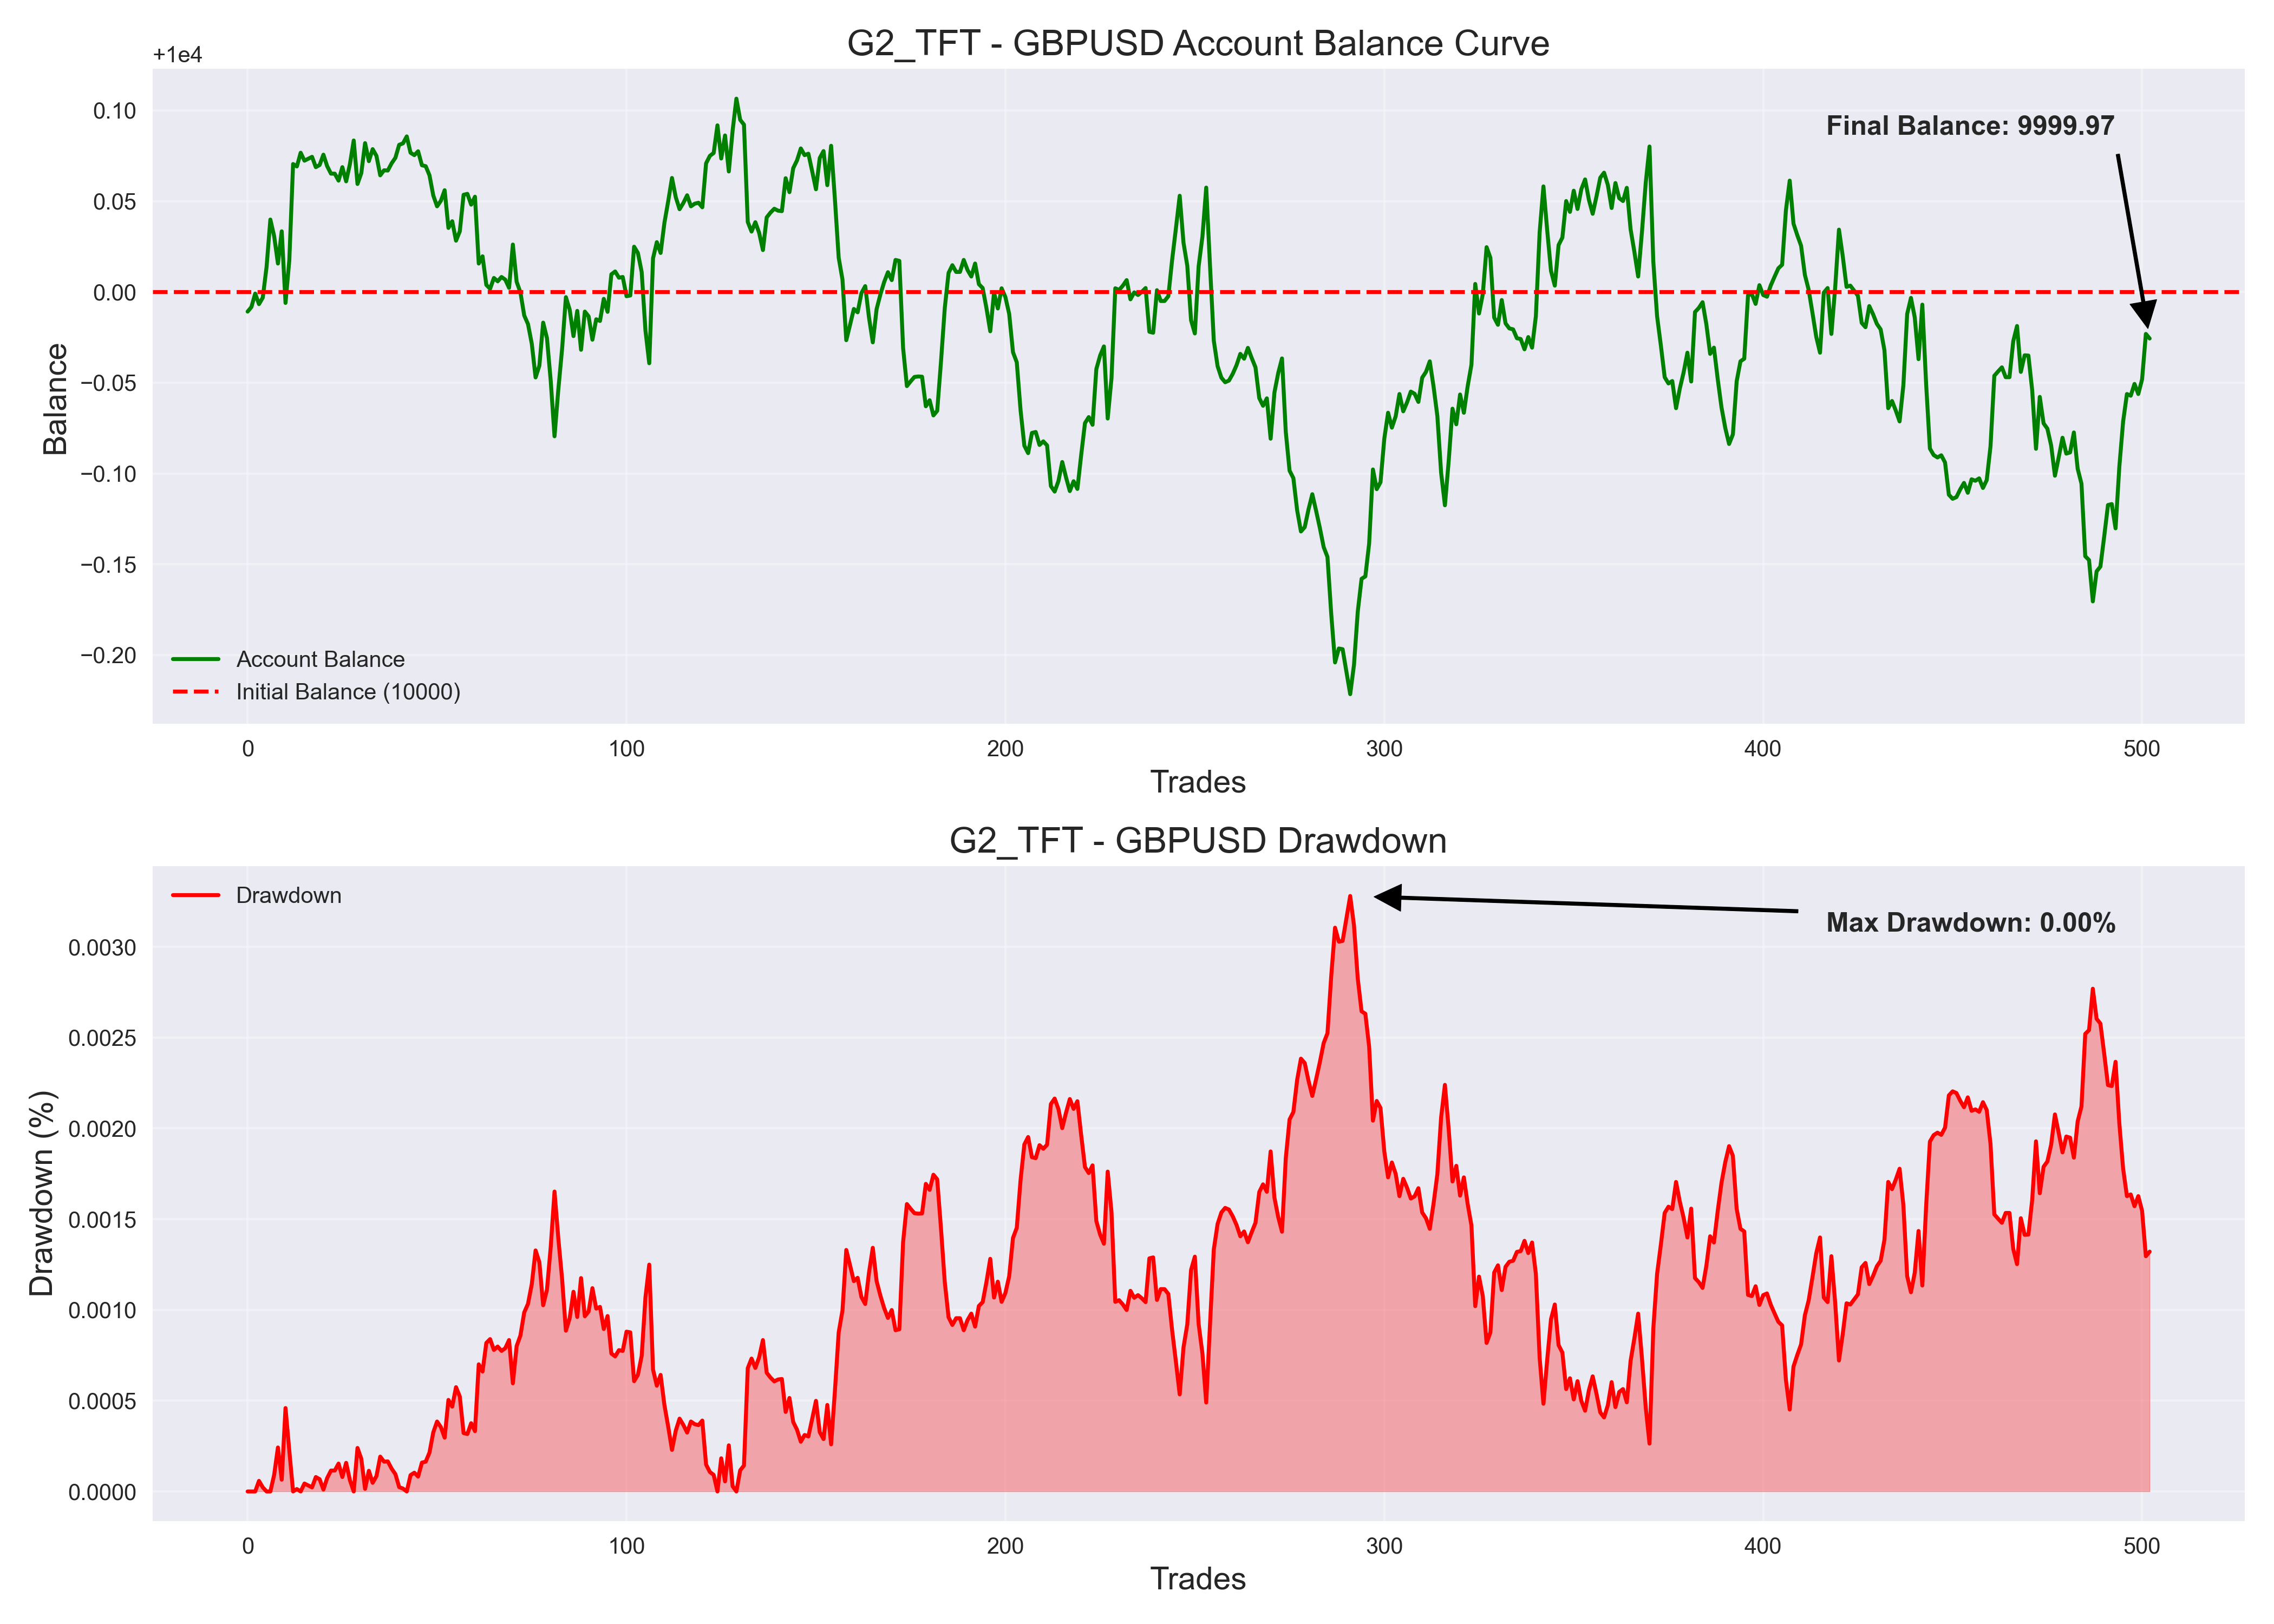 G2_TFT - GBPUSD Account Balance Curve
+1e4
0.10
0.05
0.00
−0.05
−0.10
−0.15
−0.20
Balance
Final Balance: 9999.97
Account Balance
Initial Balance (10000)
0 100 200 300 400 500
Trades
G2_TFT - GBPUSD Drawdown
Drawdown
Max Drawdown: 0.00%
0.0030
0.0025
0.0020
0.0015
0.0010
0.0005
0.0000
Drawdown (%)
0 100 200 300 400 500
Trades